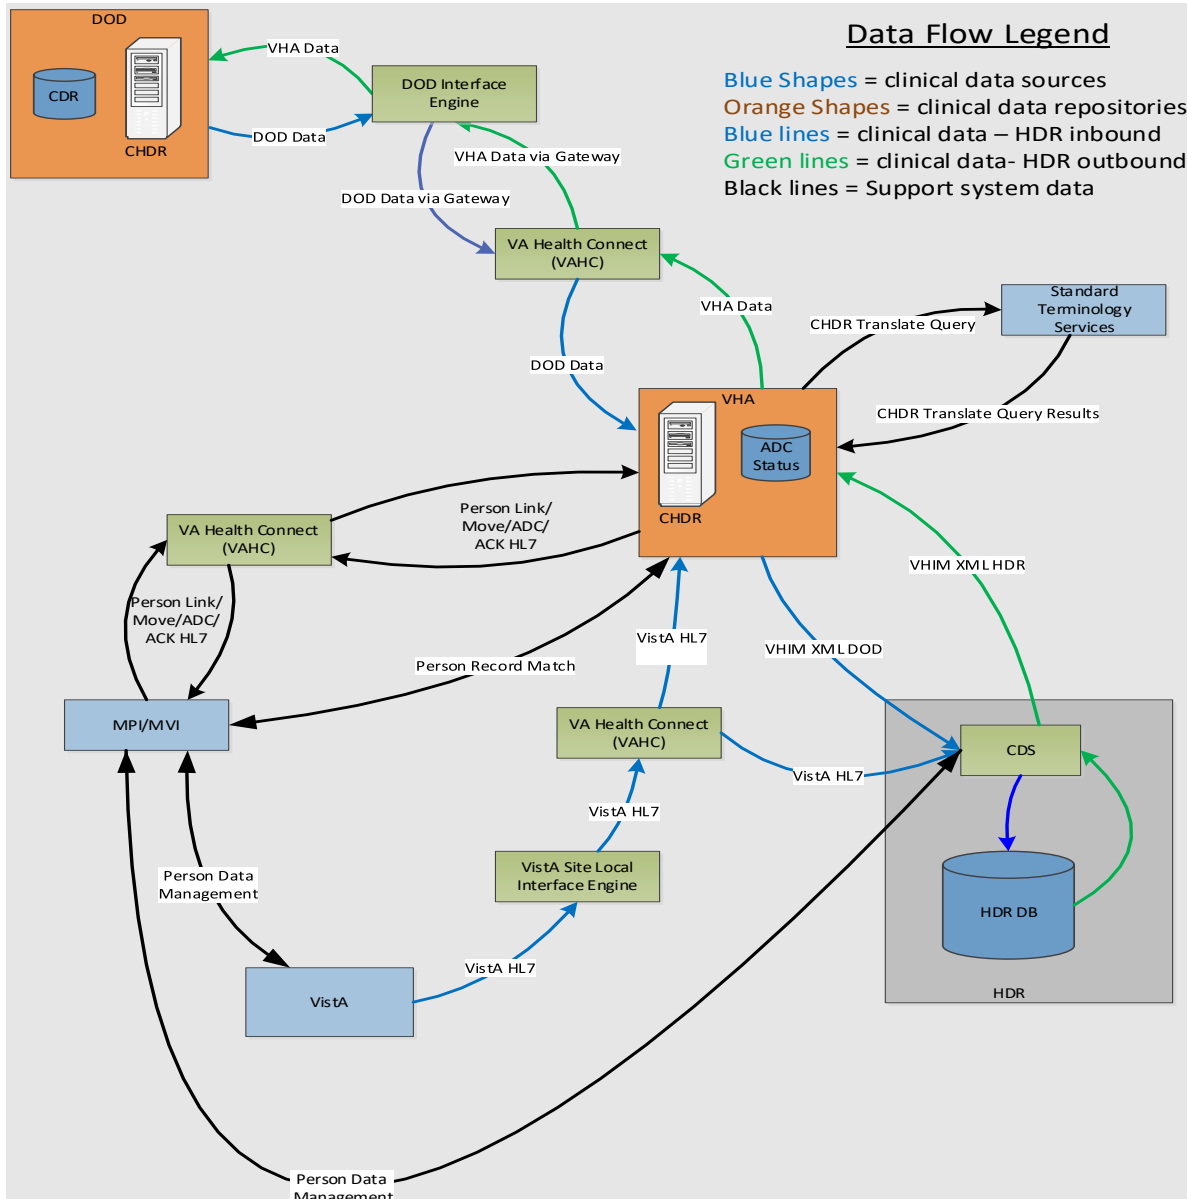 DOD
CDR
CHDR
VHA Data
DOD Data
DOD Interface
Engine
VHA Data via Gateway
DOD Data via Gateway
Data Flow Legend
Blue Shapes = clinical data sources
Orange Shapes = clinical data repositories
Blue lines = clinical data – HDR inbound
Green lines = clinical data- HDR outbound
Black lines = Support system data
VA Health Connect
(VAHC)
VHA Data
DOD Data
CHDR Translate Query
Standard
Terminology
Services
CHDR Translate Query Results
VHA
ADC
Status
CHDR
VA Health Connect
(VAHC)
Person Link/
Move/ADC/
ACK HL7
Person Link/
Move/ADC/
ACK HL7
VHIM XML HDR
VistA HL7
VHIM XML DOD
Person Record Match
MPI/MVI
VA Health Connect
(VAHC)
VistA HL7
CDS
VistA HL7
VistA Site Local
Interface Engine
Person Data
Management
HDR DB
HDR
VistA HL7
VistA
Person Data
Management